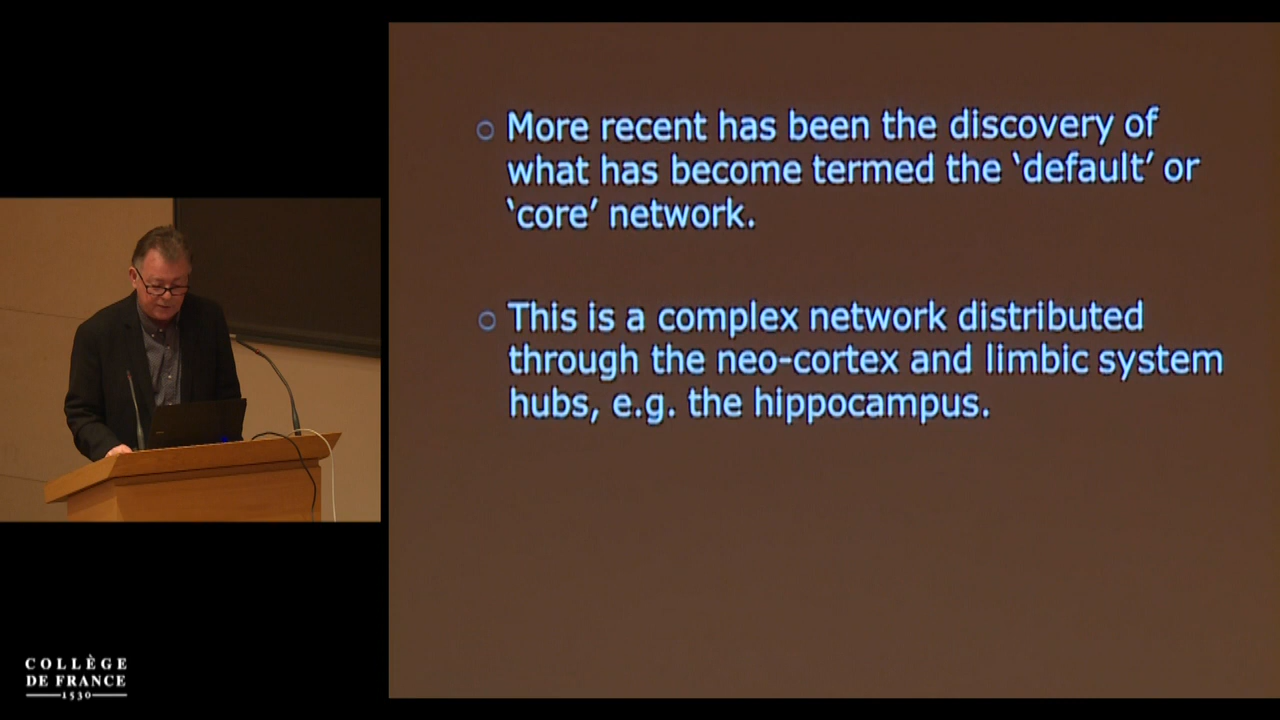 ○ More recent has been the discovery of
what has become termed the ‘default’ or
‘core’ network.
○ This is a complex network distributed
through the neo-cortex and limbic system
hubs, e.g. the hippocampus.
COLLÈGE
DE FRANCE
1530